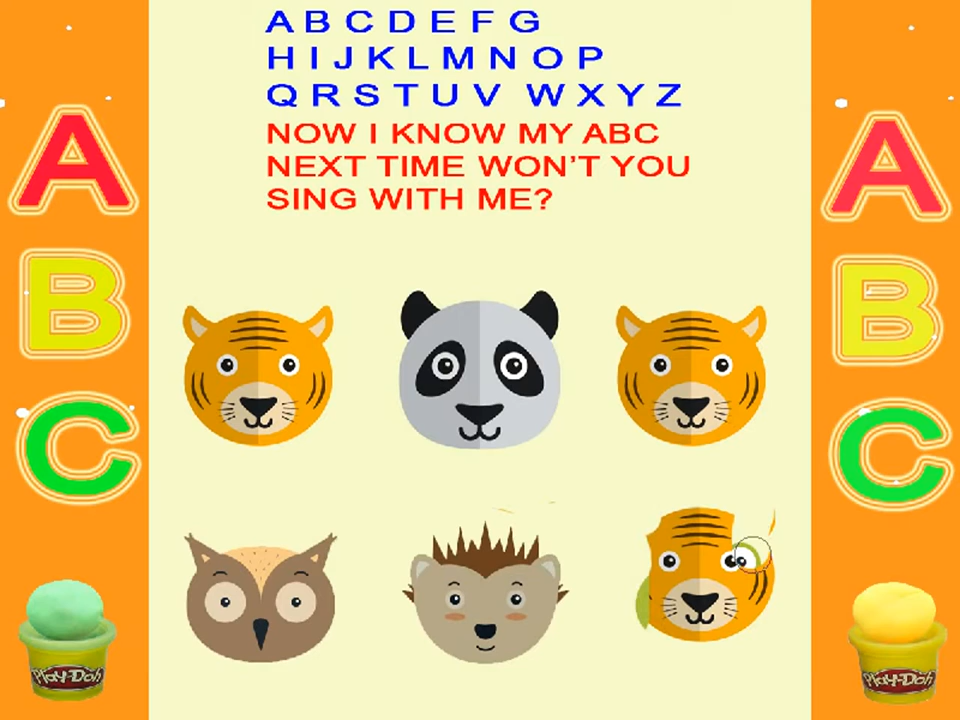 A B C D E F G
H I J K L M N O P
Q R S T U V W X Y Z
NOW I KNOW MY ABC
NEXT TIME WON'T YOU
SING WITH ME?
A
B
C
A
B
C
Play-Doh
Play-Doh